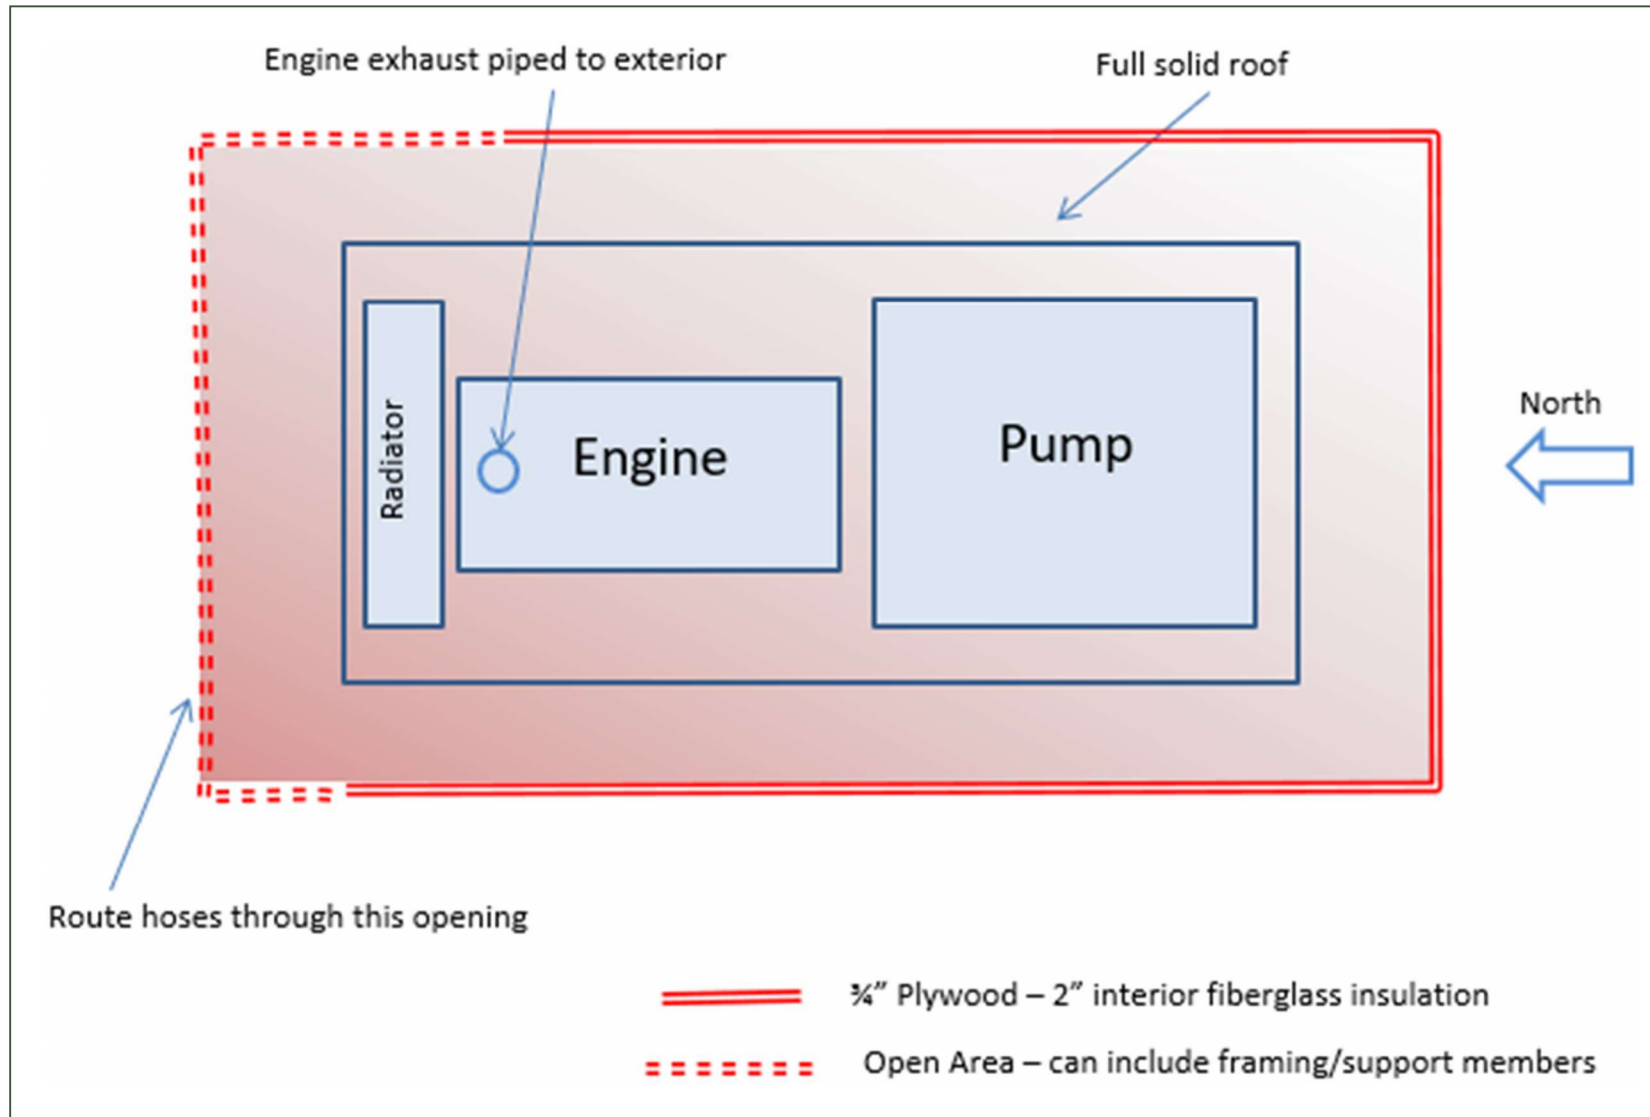 Engine exhaust piped to exterior
Full solid roof
North
Radiator
Engine
Pump
Route hoses through this opening
¾” Plywood – 2” interior fiberglass insulation
Open Area – can include framing/support members